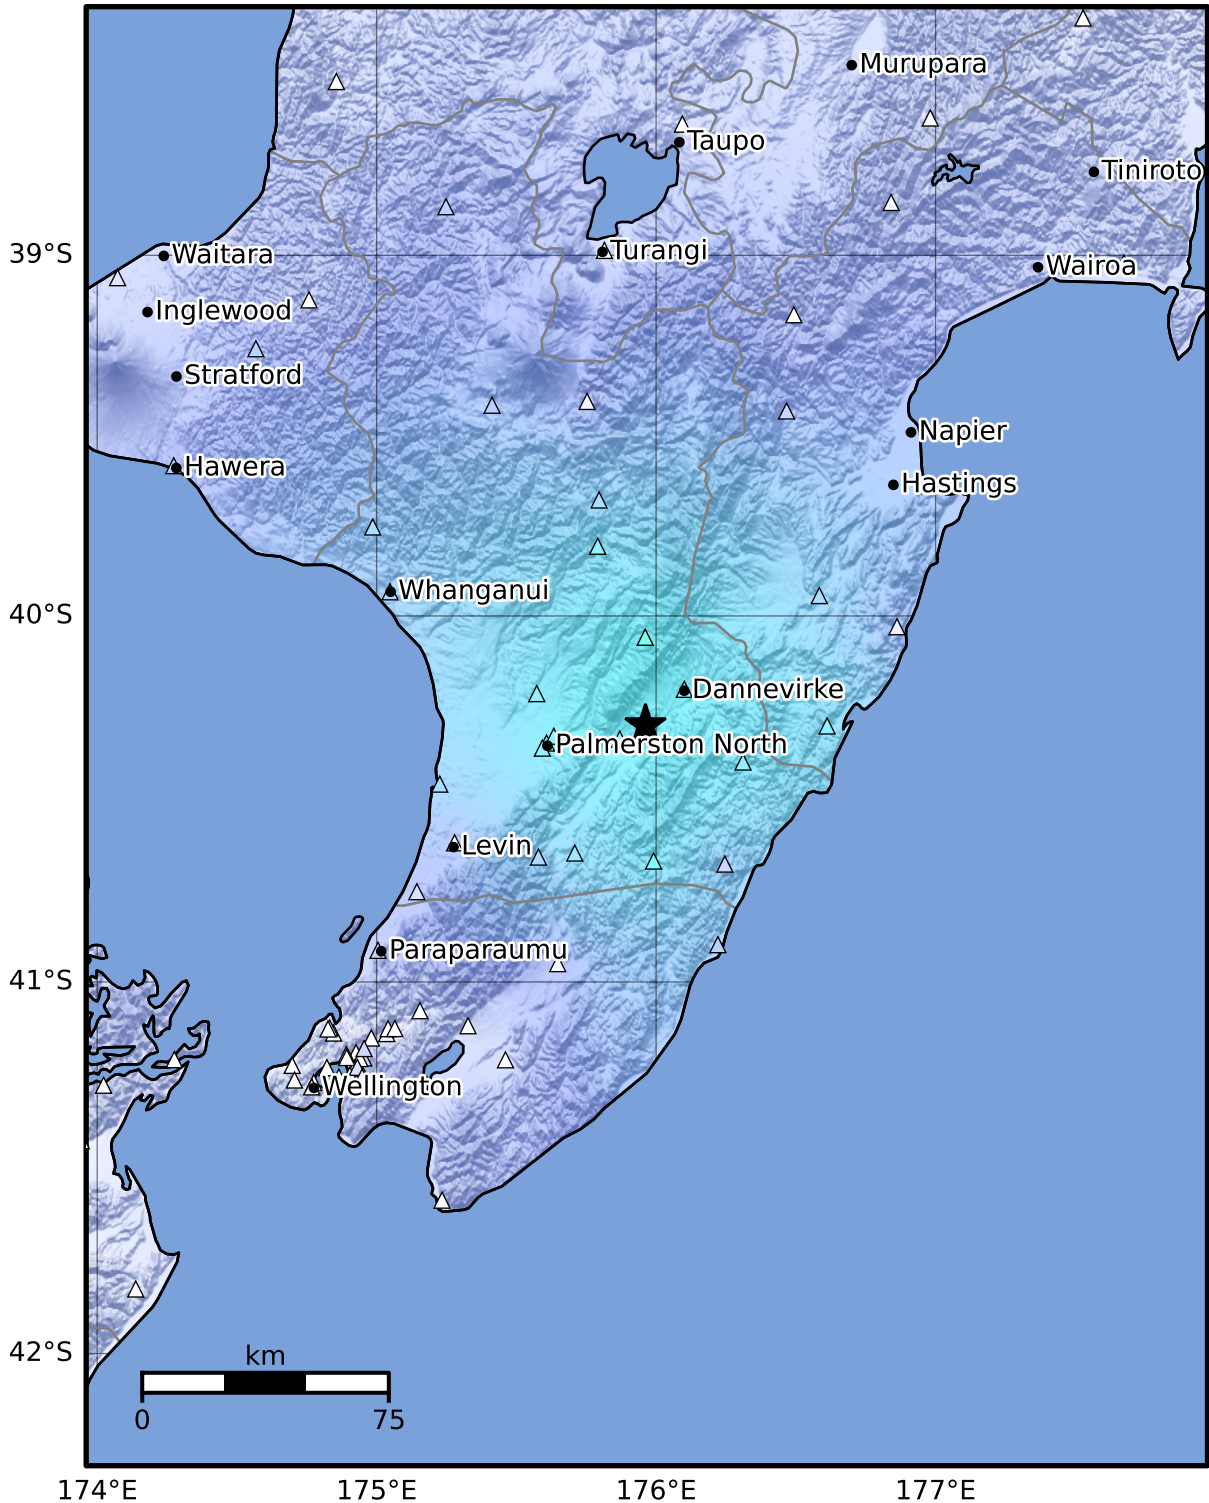 Murupara
Taupo
Tiniroto
39°S
Waitara
Turangi
Wairoa
Inglewood
Stratford
Napier
Hawera
Hastings
Whanganui
40°S
Dannevirke
Palmerston North
Levin
Paraparaumu
41°S
Wellington
42°S
km
0 75
174°E 175°E 176°E 177°E